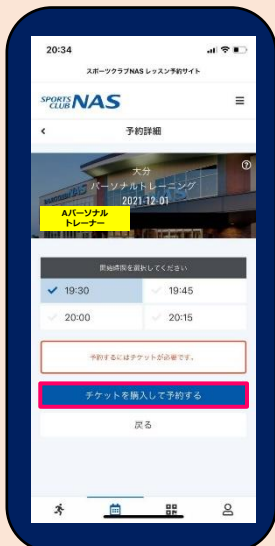 20:34
スポーツクラブNAS レッスン予約サイト
SPORTS CLUB NAS
予約詳細
大分
パーソナルトレーニング
2021-12-01
Aパーソナル
トレーナー
開始時間を選択してください
19:30 19:45
20:00 20:15
予約するにはチケットが必要です。
チケットを購入して予約する
戻る